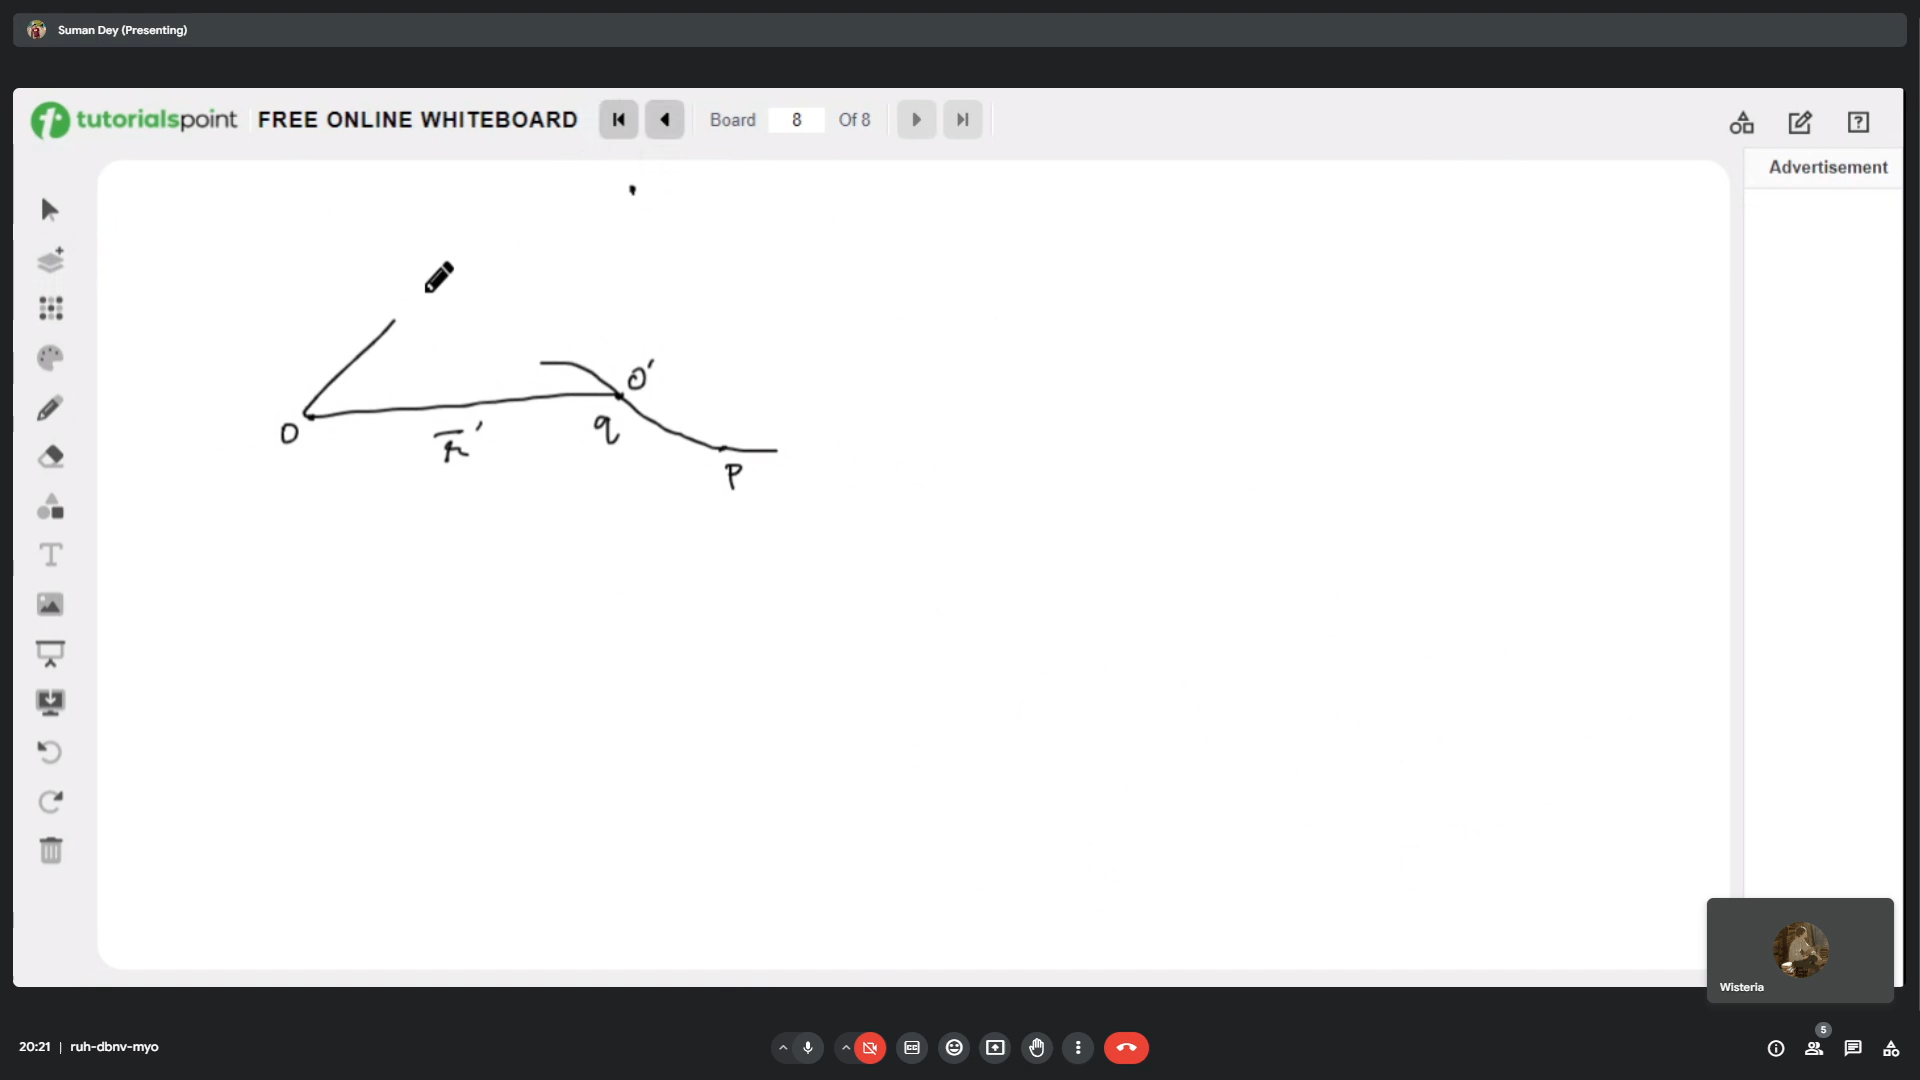 Suman Dey (Presenting)
tutorialspoint FREE ONLINE WHITEBOARD Board 8 Of 8
Advertisement
O'
O
r̄'
q
P
Wisteria
20:21 | ruh-dbnv-myo
5